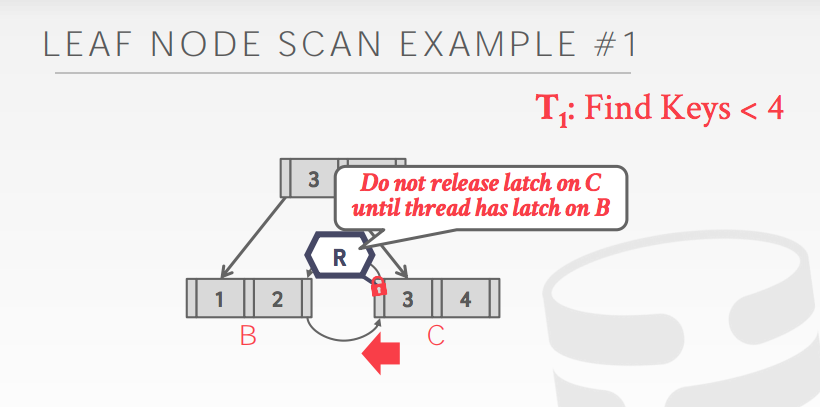 LEAF NODE SCAN EXAMPLE #1
T1: Find Keys < 4
3
Do not release latch on C
until thread has latch on B
R
1 2 3 4
B C